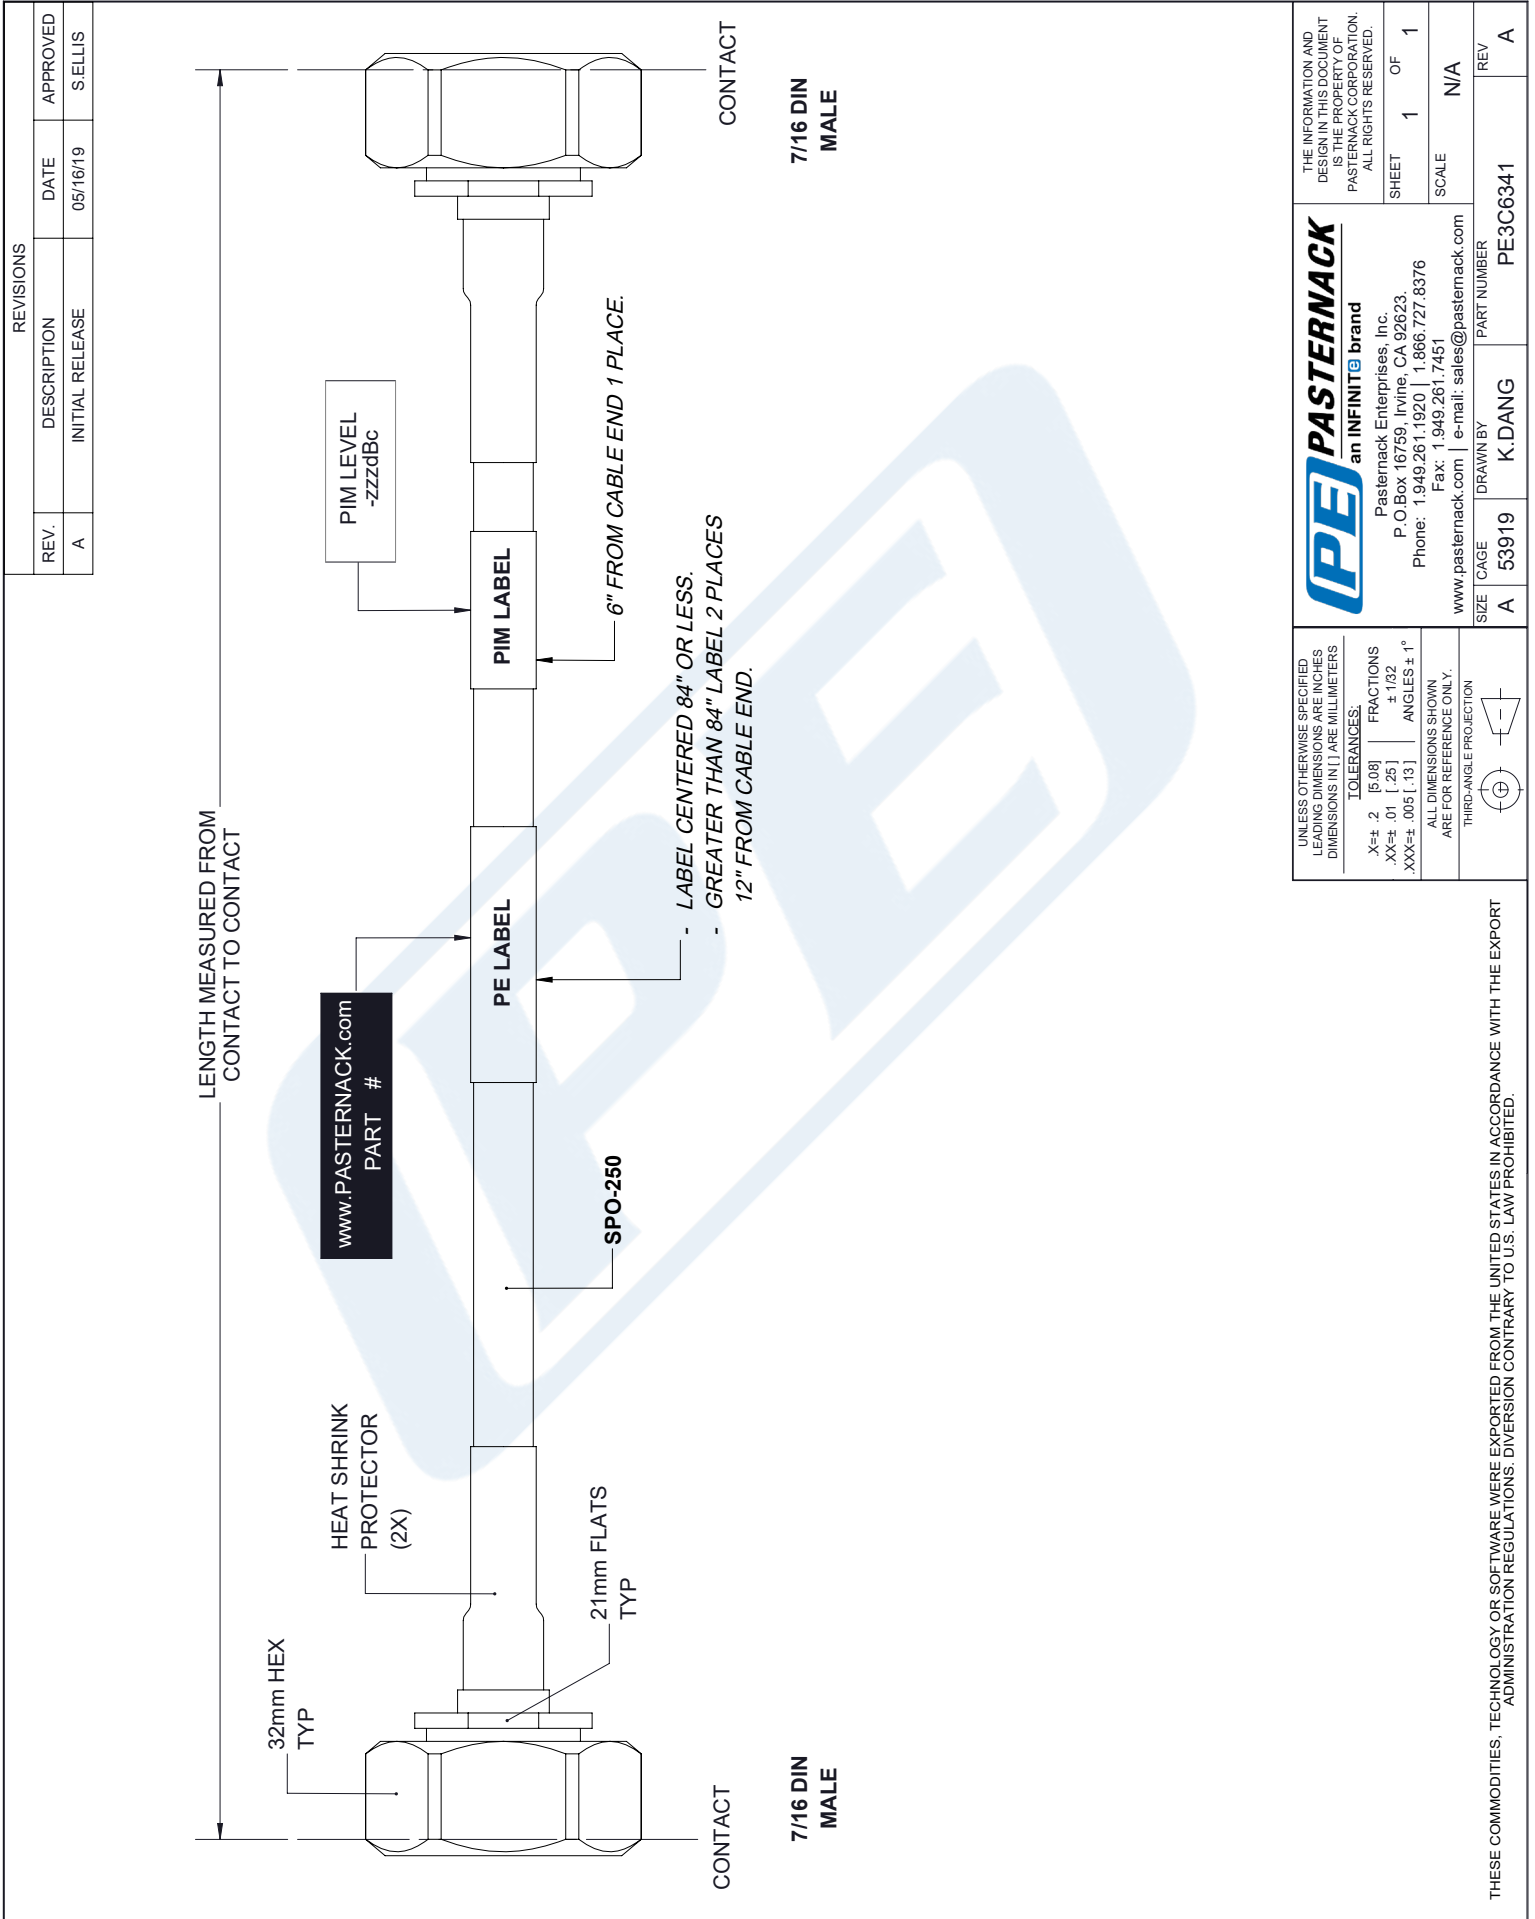 REVISIONS
REV. DESCRIPTION DATE APPROVED
A INITIAL RELEASE 05/16/19 S.ELLIS
LENGTH MEASURED FROM
CONTACT TO CONTACT
32mm HEX
TYP
HEAT SHRINK
PROTECTOR
(2X)
www.PASTERNACK.com
PART #
PIM LEVEL
-zzzdBc
PE LABEL
PIM LABEL
21mm FLATS
TYP
SPO-250
6" FROM CABLE END 1 PLACE.
- LABEL CENTERED 84" OR LESS.
- GREATER THAN 84" LABEL 2 PLACES
12" FROM CABLE END.
CONTACT
CONTACT
7/16 DIN
MALE
7/16 DIN
MALE
PE
UNLESS OTHERWISE SPECIFIED
LEADING DIMENSIONS ARE INCHES
DIMENSIONS IN [ ] ARE MILLIMETERS
TOLERANCES:
.X=± .2 [5.08] FRACTIONS
.XX=± .01 [ .25 ] ± 1/32
.XXX=± .005 [ .13 ] ANGLES ± 1°
ALL DIMENSIONS SHOWN
ARE FOR REFERENCE ONLY.
THIRD-ANGLE PROJECTION
PE PASTERNACK
an INFINITe brand
Pasternack Enterprises, Inc.
P.O.Box 16759, Irvine, CA 92623.
Phone: 1.949.261.1920 | 1.866.727.8376
Fax: 1.949.261.7451
www.pasternack.com | e-mail: sales@pasternack.com
THE INFORMATION AND
DESIGN IN THIS DOCUMENT
IS THE PROPERTY OF
PASTERNACK CORPORATION.
ALL RIGHTS RESERVED.
SHEET 1 OF 1
SCALE N/A
SIZE A
CAGE 53919
DRAWN BY K.DANG
PART NUMBER PE3C6341
REV A
THESE COMMODITIES, TECHNOLOGY OR SOFTWARE WERE EXPORTED FROM THE UNITED STATES IN ACCORDANCE WITH THE EXPORT
ADMINISTRATION REGULATIONS. DIVERSION CONTRARY TO U.S. LAW PROHIBITED.